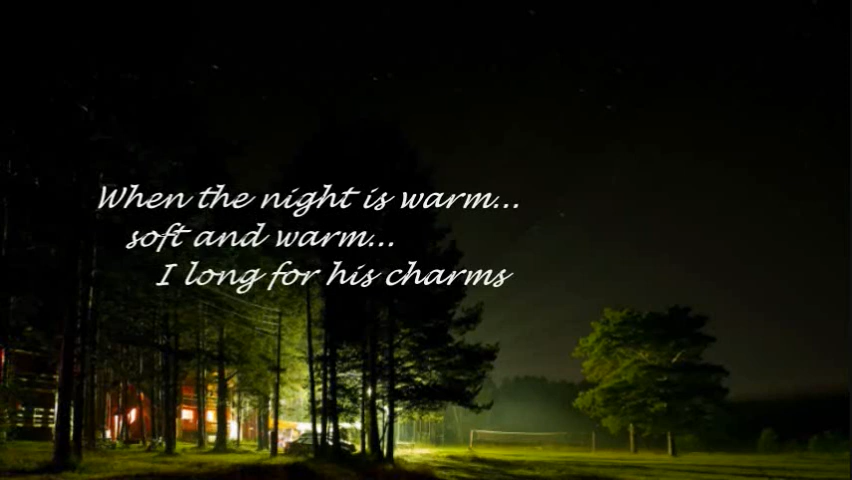 When the night is warm...
soft and warm...
I long for his charms